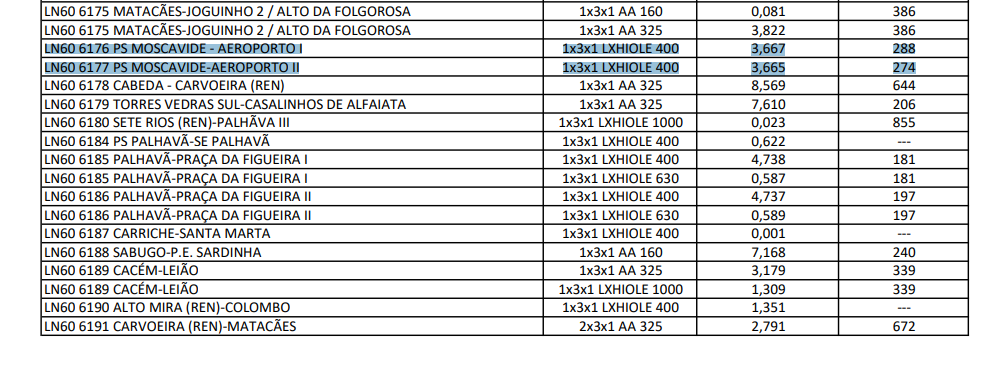 LN60 6175 MATACÃES-JOGUINHO 2 / ALTO DA FOLGOROSA 1x3x1 AA 160 0,081 386
LN60 6175 MATACÃES-JOGUINHO 2 / ALTO DA FOLGOROSA 1x3x1 AA 325 3,822 386
LN60 6176 PS MOSCAVIDE - AEROPORTO I 1x3x1 LXHIOLE 400 3,667 288
LN60 6177 PS MOSCAVIDE-AEROPORTO II 1x3x1 LXHIOLE 400 3,665 274
LN60 6178 CABEDA - CARVOEIRA (REN) 1x3x1 AA 325 8,569 644
LN60 6179 TORRES VEDRAS SUL-CASALINHOS DE ALFAIATA 1x3x1 AA 325 7,610 206
LN60 6180 SETE RIOS (REN)-PALHÃVA III 1x3x1 LXHIOLE 1000 0,023 855
LN60 6184 PS PALHAVÃ-SE PALHAVÃ 1x3x1 LXHIOLE 400 0,622 ---
LN60 6185 PALHAVÃ-PRAÇA DA FIGUEIRA I 1x3x1 LXHIOLE 400 4,738 181
LN60 6185 PALHAVÃ-PRAÇA DA FIGUEIRA I 1x3x1 LXHIOLE 630 0,587 181
LN60 6186 PALHAVÃ-PRAÇA DA FIGUEIRA II 1x3x1 LXHIOLE 400 4,737 197
LN60 6186 PALHAVÃ-PRAÇA DA FIGUEIRA II 1x3x1 LXHIOLE 630 0,589 197
LN60 6187 CARRICHE-SANTA MARTA 1x3x1 LXHIOLE 400 0,001 ---
LN60 6188 SABUGO-P.E. SARDINHA 1x3x1 AA 160 7,168 240
LN60 6189 CACÉM-LEIÃO 1x3x1 AA 325 3,179 339
LN60 6189 CACÉM-LEIÃO 1x3x1 LXHIOLE 1000 1,309 339
LN60 6190 ALTO MIRA (REN)-COLOMBO 1x3x1 LXHIOLE 400 1,351 ---
LN60 6191 CARVOEIRA (REN)-MATACÃES 2x3x1 AA 325 2,791 672